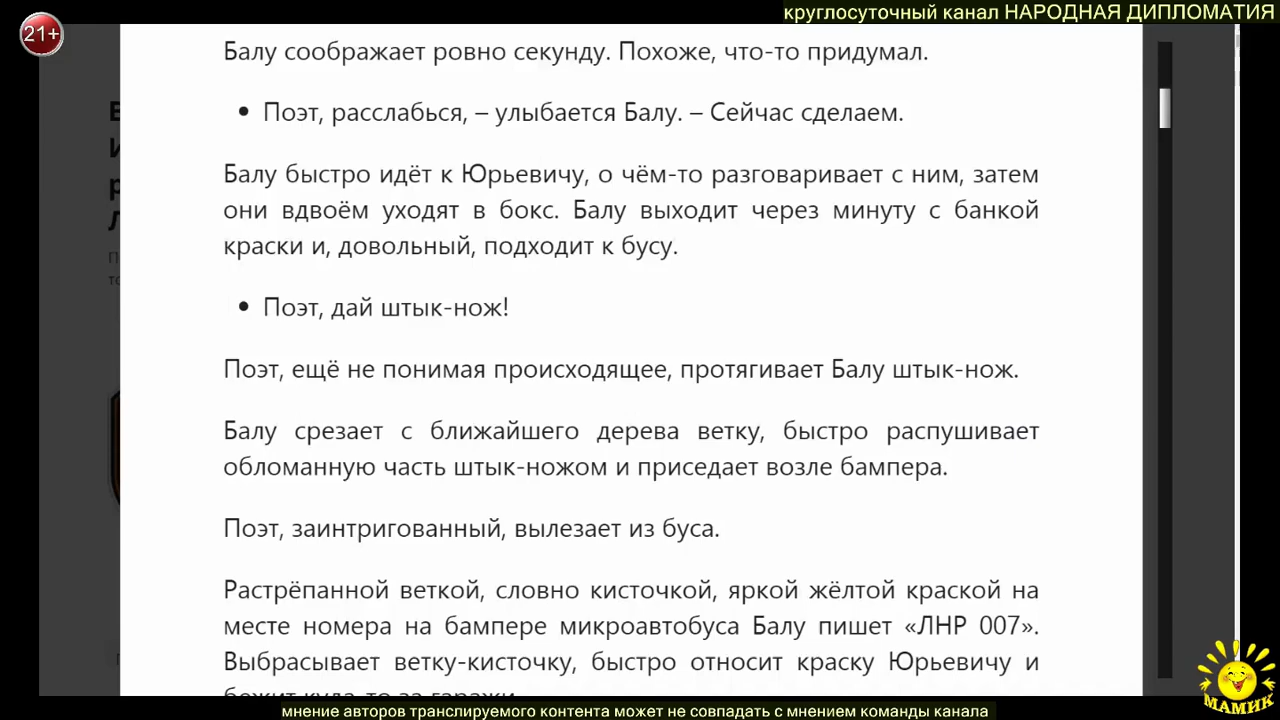 круглосуточный канал НАРОДНАЯ ДИПЛОМАТИЯ
21+
Балу соображает ровно секунду. Похоже, что-то придумал.
• Поэт, расслабься, – улыбается Балу. – Сейчас сделаем.
Балу быстро идёт к Юрьевичу, о чём-то разговаривает с ним, затем
они вдвоём уходят в бокс. Балу выходит через минуту с банкой
краски и, довольный, подходит к бусу.
• Поэт, дай штык-нож!
Поэт, ещё не понимая происходящее, протягивает Балу штык-нож.
Балу срезает с ближайшего дерева ветку, быстро распушивает
обломанную часть штык-ножом и приседает возле бампера.
Поэт, заинтригованный, вылезает из буса.
Растрёпанной веткой, словно кисточкой, яркой жёлтой краской на
месте номера на бампере микроавтобуса Балу пишет «ЛНР 007».
Выбрасывает ветку-кисточку, быстро относит краску Юрьевичу и
бежит куда-то за гаражи.
МАМИК
мнение авторов транслируемого контента может не совпадать с мнением команды канала